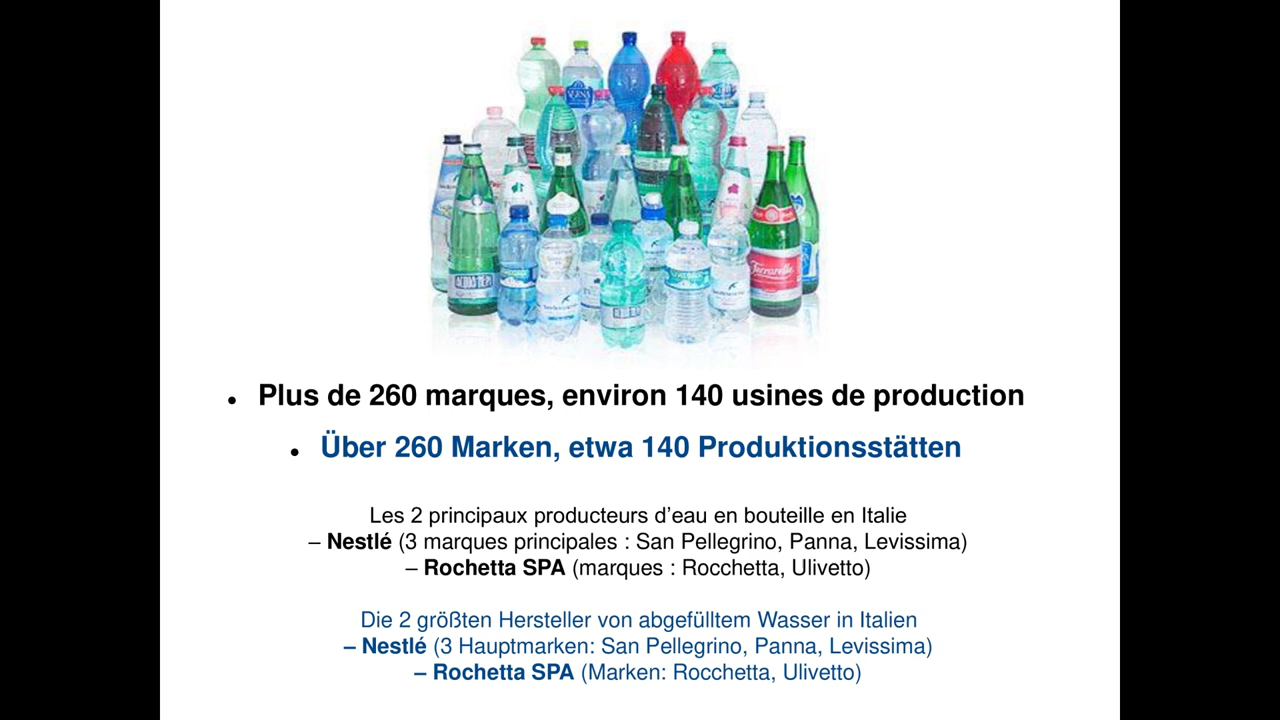 VERNA
Ferrarelle
• Plus de 260 marques, environ 140 usines de production
• Über 260 Marken, etwa 140 Produktionsstätten
Les 2 principaux producteurs d’eau en bouteille en Italie
– Nestlé (3 marques principales : San Pellegrino, Panna, Levissima)
– Rochetta SPA (marques : Rocchetta, Ulivetto)
Die 2 größten Hersteller von abgefülltem Wasser in Italien
– Nestlé (3 Hauptmarken: San Pellegrino, Panna, Levissima)
– Rochetta SPA (Marken: Rocchetta, Ulivetto)